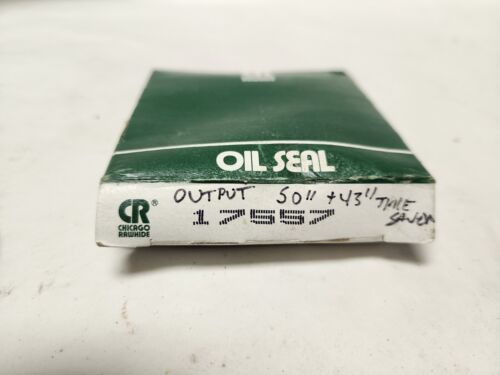 OIL SEAL
OUTPUT 50" + 43" TIME SAVER
CR®
CHICAGO
RAWHIDE
17557